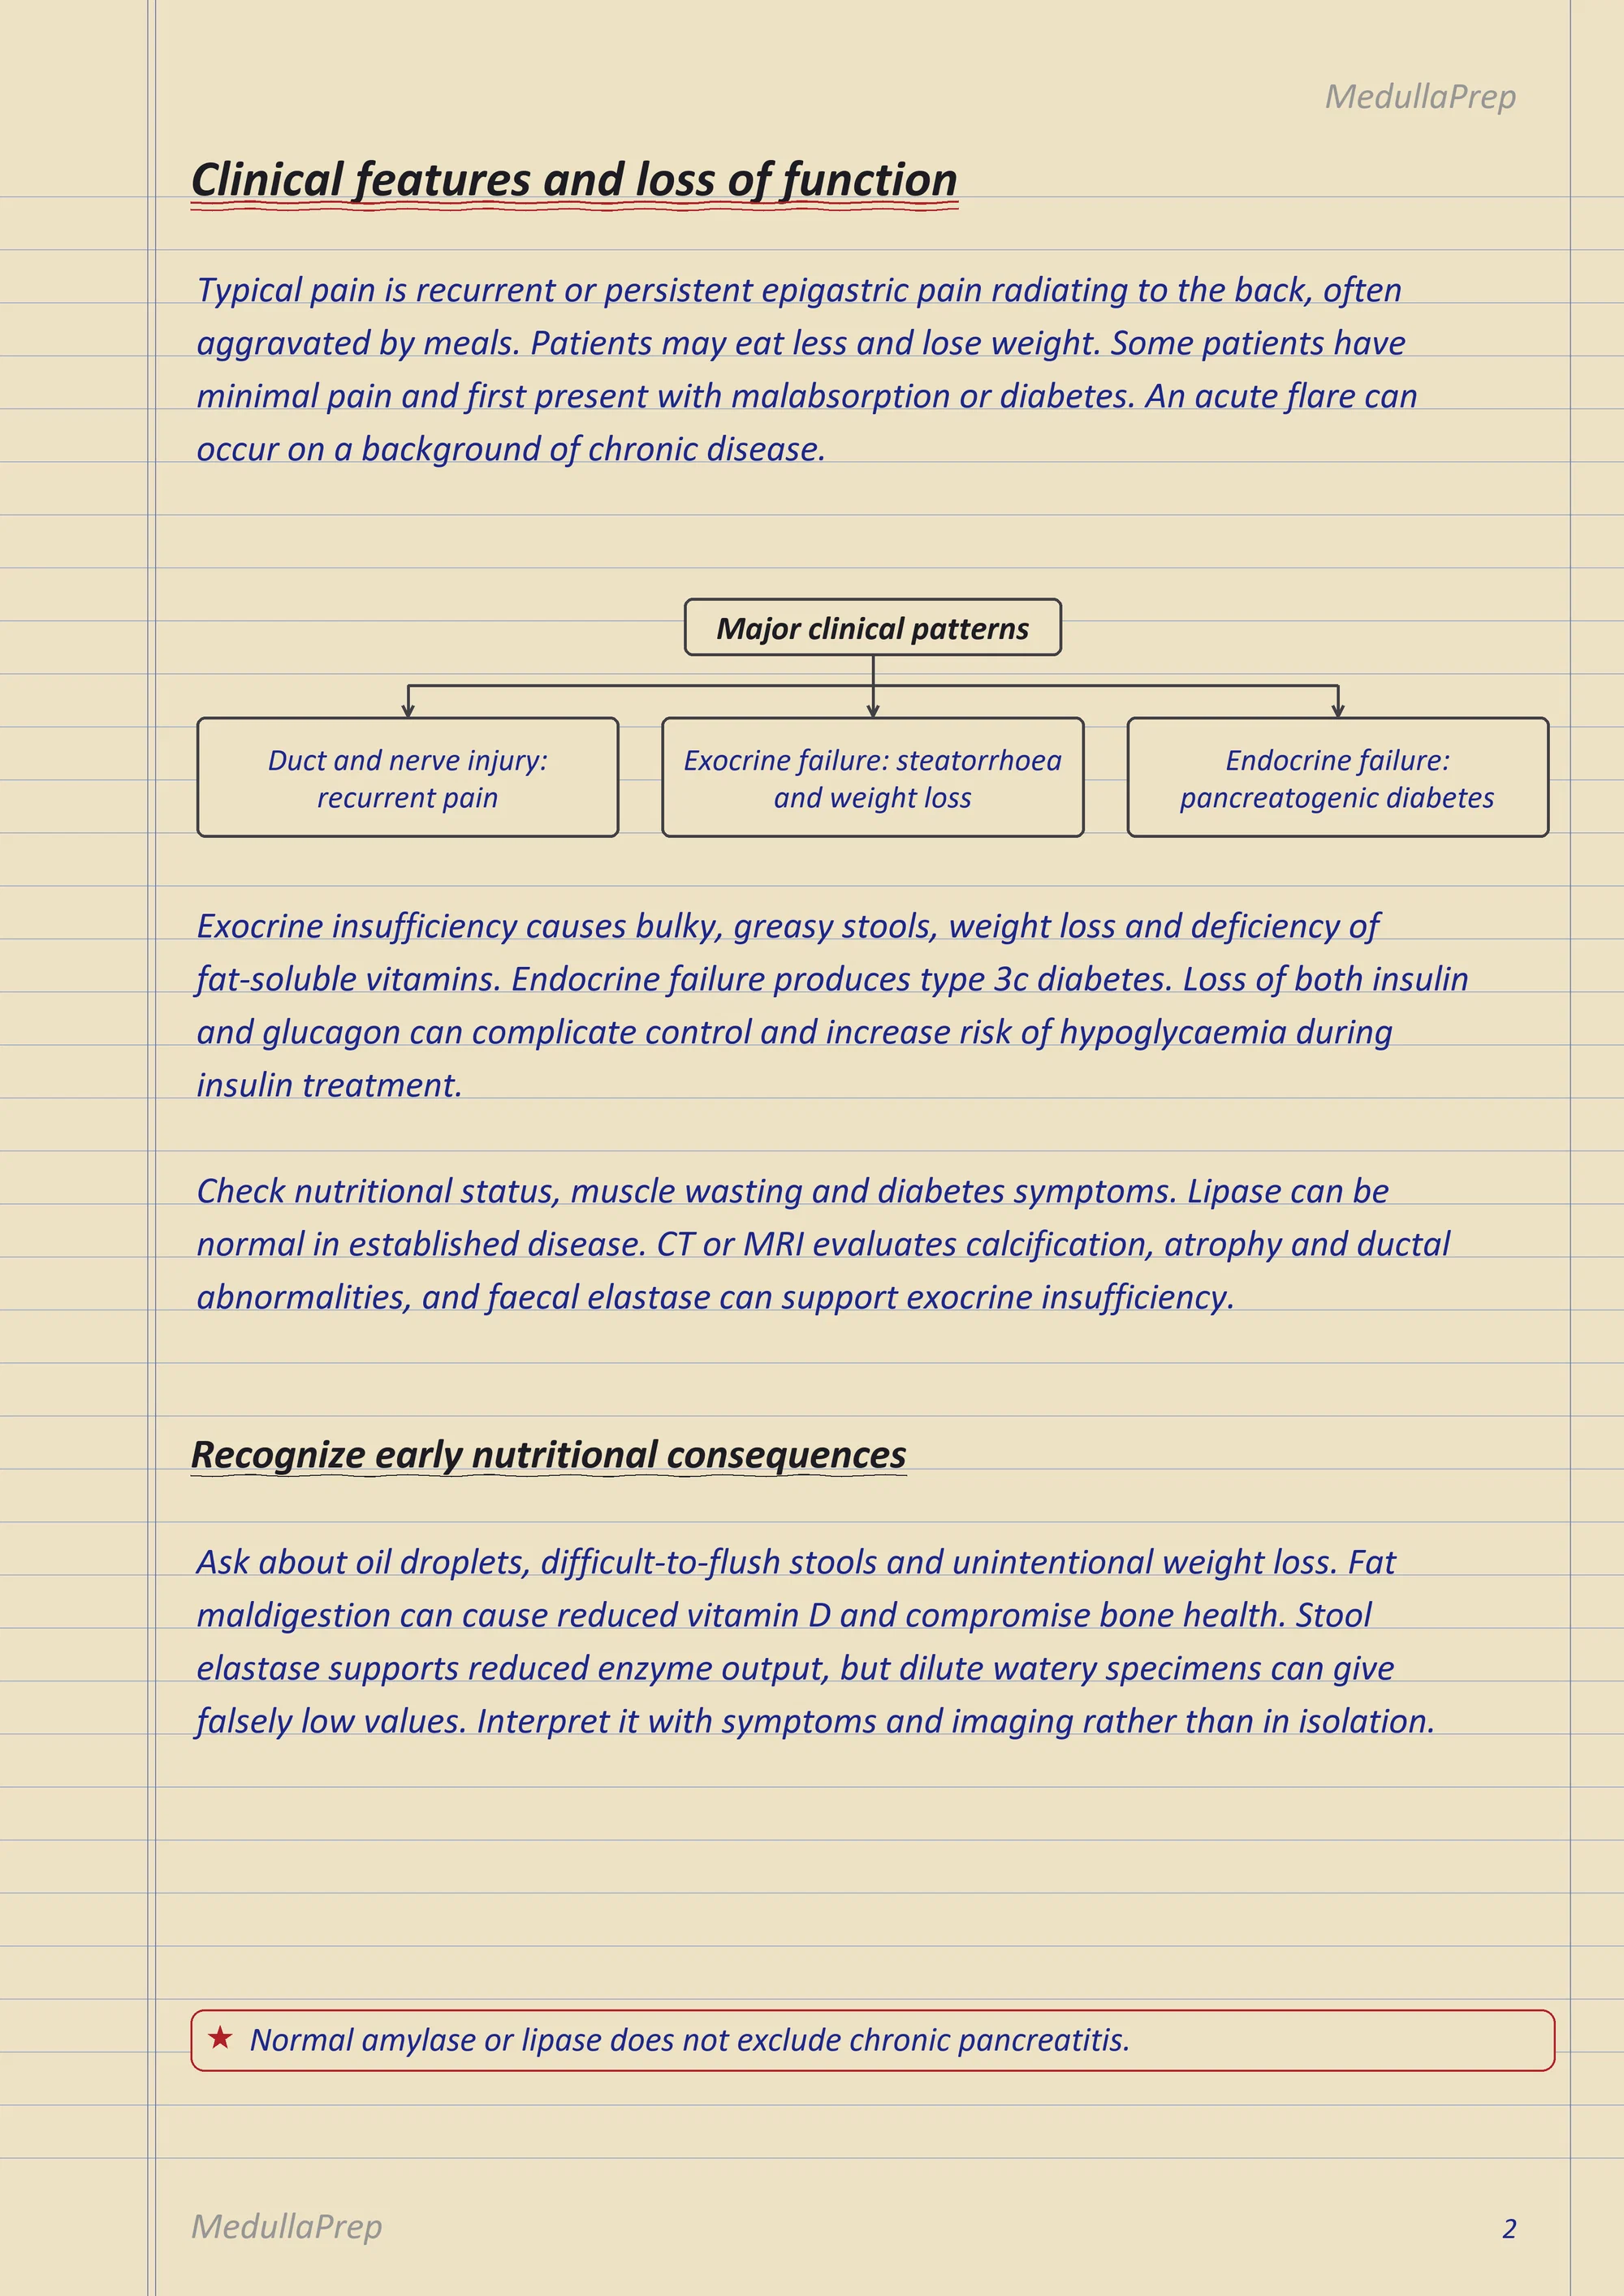 MedullaPrep
Clinical features and loss of function
Typical pain is recurrent or persistent epigastric pain radiating to the back, often
aggravated by meals. Patients may eat less and lose weight. Some patients have
minimal pain and first present with malabsorption or diabetes. An acute flare can
occur on a background of chronic disease.
Major clinical patterns
Duct and nerve injury:
recurrent pain
Exocrine failure: steatorrhoea
and weight loss
Endocrine failure:
pancreatogenic diabetes
Exocrine insufficiency causes bulky, greasy stools, weight loss and deficiency of
fat-soluble vitamins. Endocrine failure produces type 3c diabetes. Loss of both insulin
and glucagon can complicate control and increase risk of hypoglycaemia during
insulin treatment.
Check nutritional status, muscle wasting and diabetes symptoms. Lipase can be
normal in established disease. CT or MRI evaluates calcification, atrophy and ductal
abnormalities, and faecal elastase can support exocrine insufficiency.
Recognize early nutritional consequences
Ask about oil droplets, difficult-to-flush stools and unintentional weight loss. Fat
maldigestion can cause reduced vitamin D and compromise bone health. Stool
elastase supports reduced enzyme output, but dilute watery specimens can give
falsely low values. Interpret it with symptoms and imaging rather than in isolation.
★ Normal amylase or lipase does not exclude chronic pancreatitis.
MedullaPrep
2